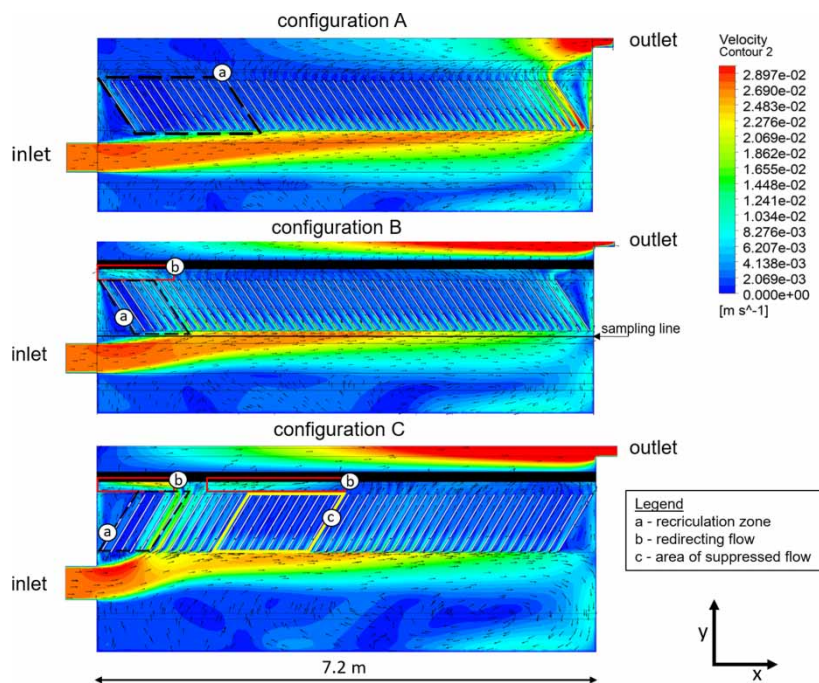 configuration A
outlet
a
inlet
Velocity
Contour 2
2.897e-02
2.690e-02
2.483e-02
2.276e-02
2.069e-02
1.862e-02
1.655e-02
1.448e-02
1.241e-02
1.034e-02
8.276e-03
6.207e-03
4.138e-03
2.069e-03
0.000e+00
[m s^-1]
configuration B
outlet
b
a
inlet
sampling line
configuration C
outlet
b
b
a
c
inlet
Legend
a - recriculation zone
b - redirecting flow
c - area of suppressed flow
y
x
7.2 m